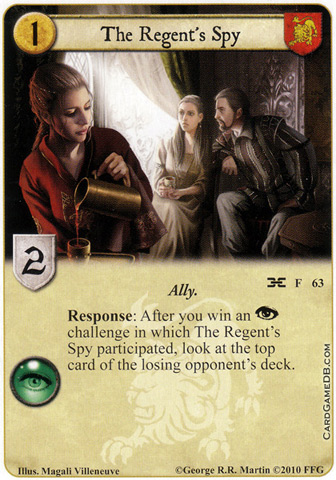 1
The Regent's Spy
2
Ally.
F 63
Response: After you win an
challenge in which The Regent's
Spy participated, look at the top
card of the losing opponent's deck.
CARDGAMEDB.COM
Illus. Magali Villeneuve
©George R.R. Martin ©2010 FFG